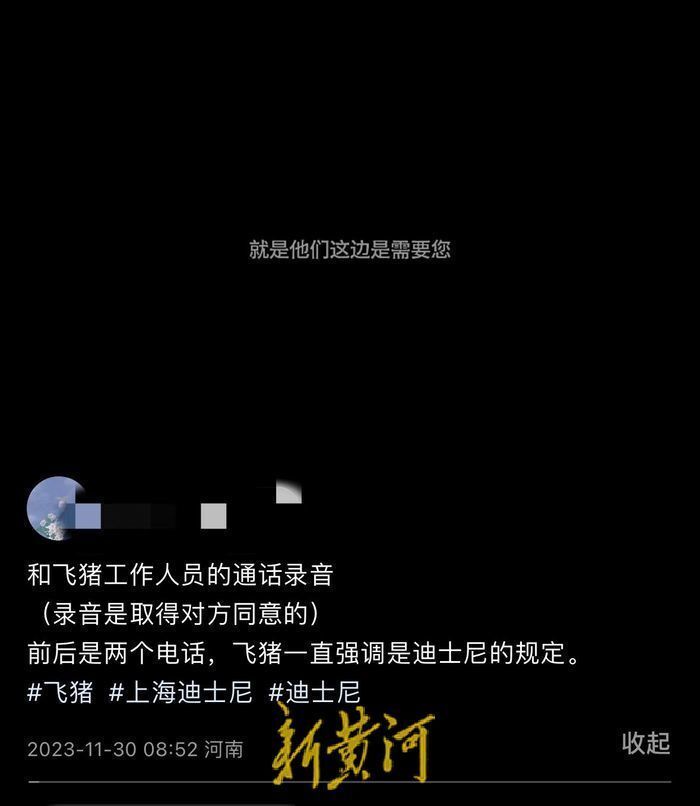 就是他们这边是需要您
和飞猪工作人员的通话录音
（录音是取得对方同意的）
前后是两个电话，飞猪一直强调是迪士尼的规定。
#飞猪 #上海迪士尼 #迪士尼
2023-11-30 08:52 河南
收起
新黄河